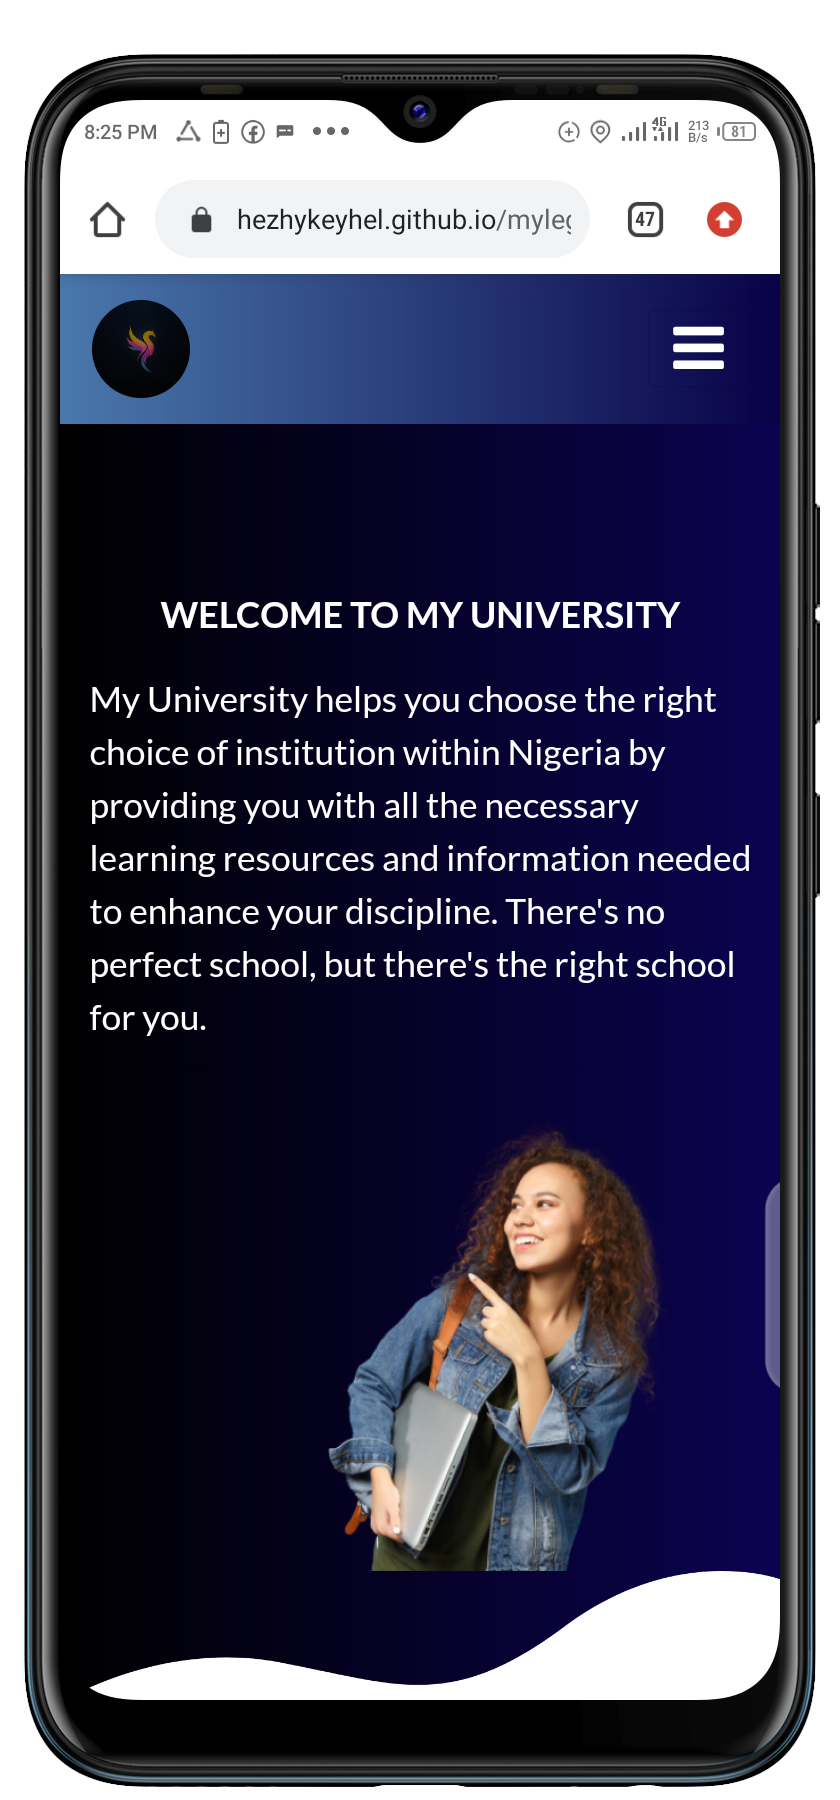 8:25 PM 4G 213 B/s 81
hezhykeyhel.github.io/myleg 47
WELCOME TO MY UNIVERSITY
My University helps you choose the right
choice of institution within Nigeria by
providing you with all the necessary
learning resources and information needed
to enhance your discipline. There's no
perfect school, but there's the right school
for you.